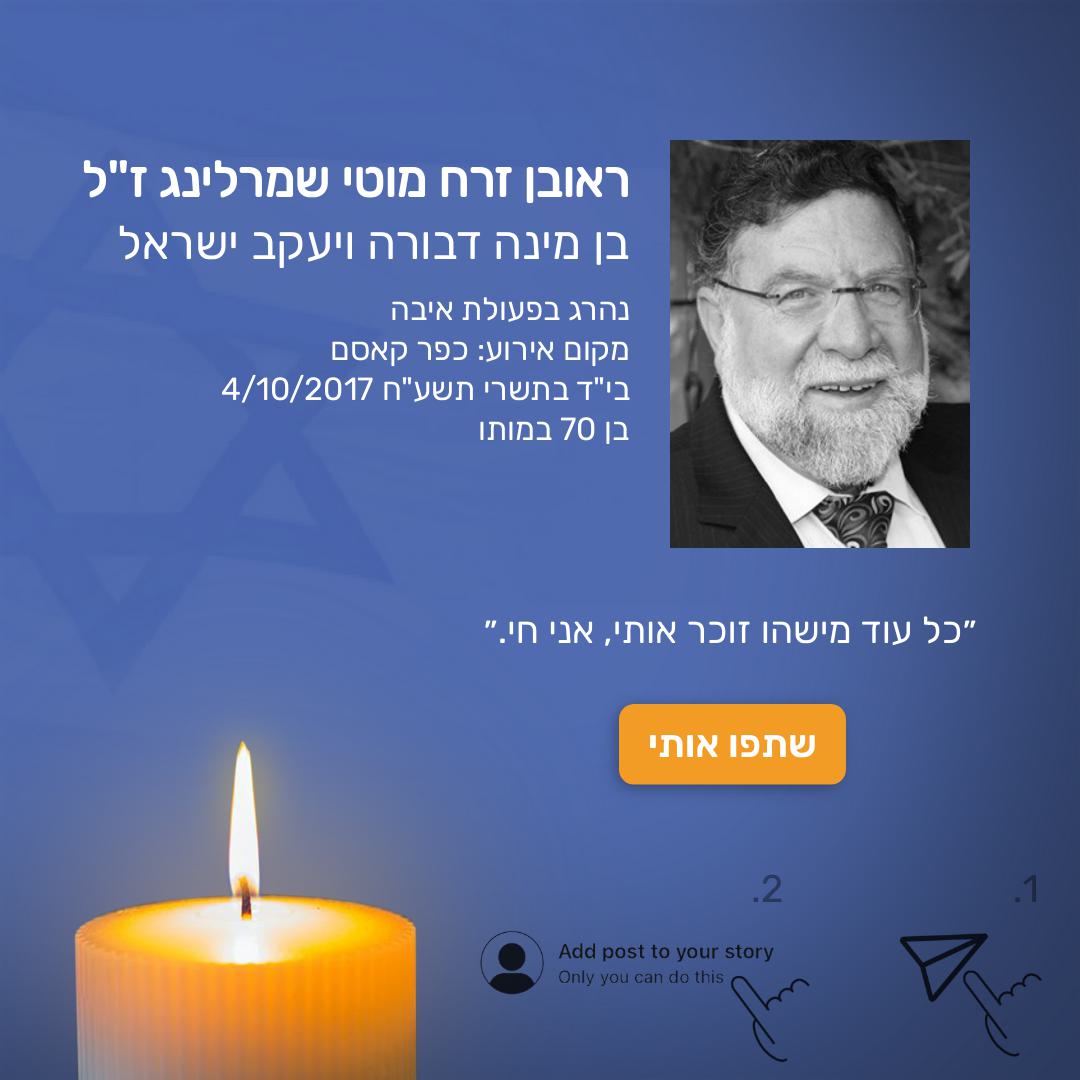 ראובן זרח מוטי שמרלינג ז"ל
בן מינה דבורה ויעקב ישראל
נהרג בפעולת איבה
מקום אירוע: כפר קאסם
בי"ד בתשרי תשע"ח 4/10/2017
בן 70 במותו
״כל עוד מישהו זוכר אותי, אני חי.״
שתפו אותי
1.
2.
Add post to your story
Only you can do this